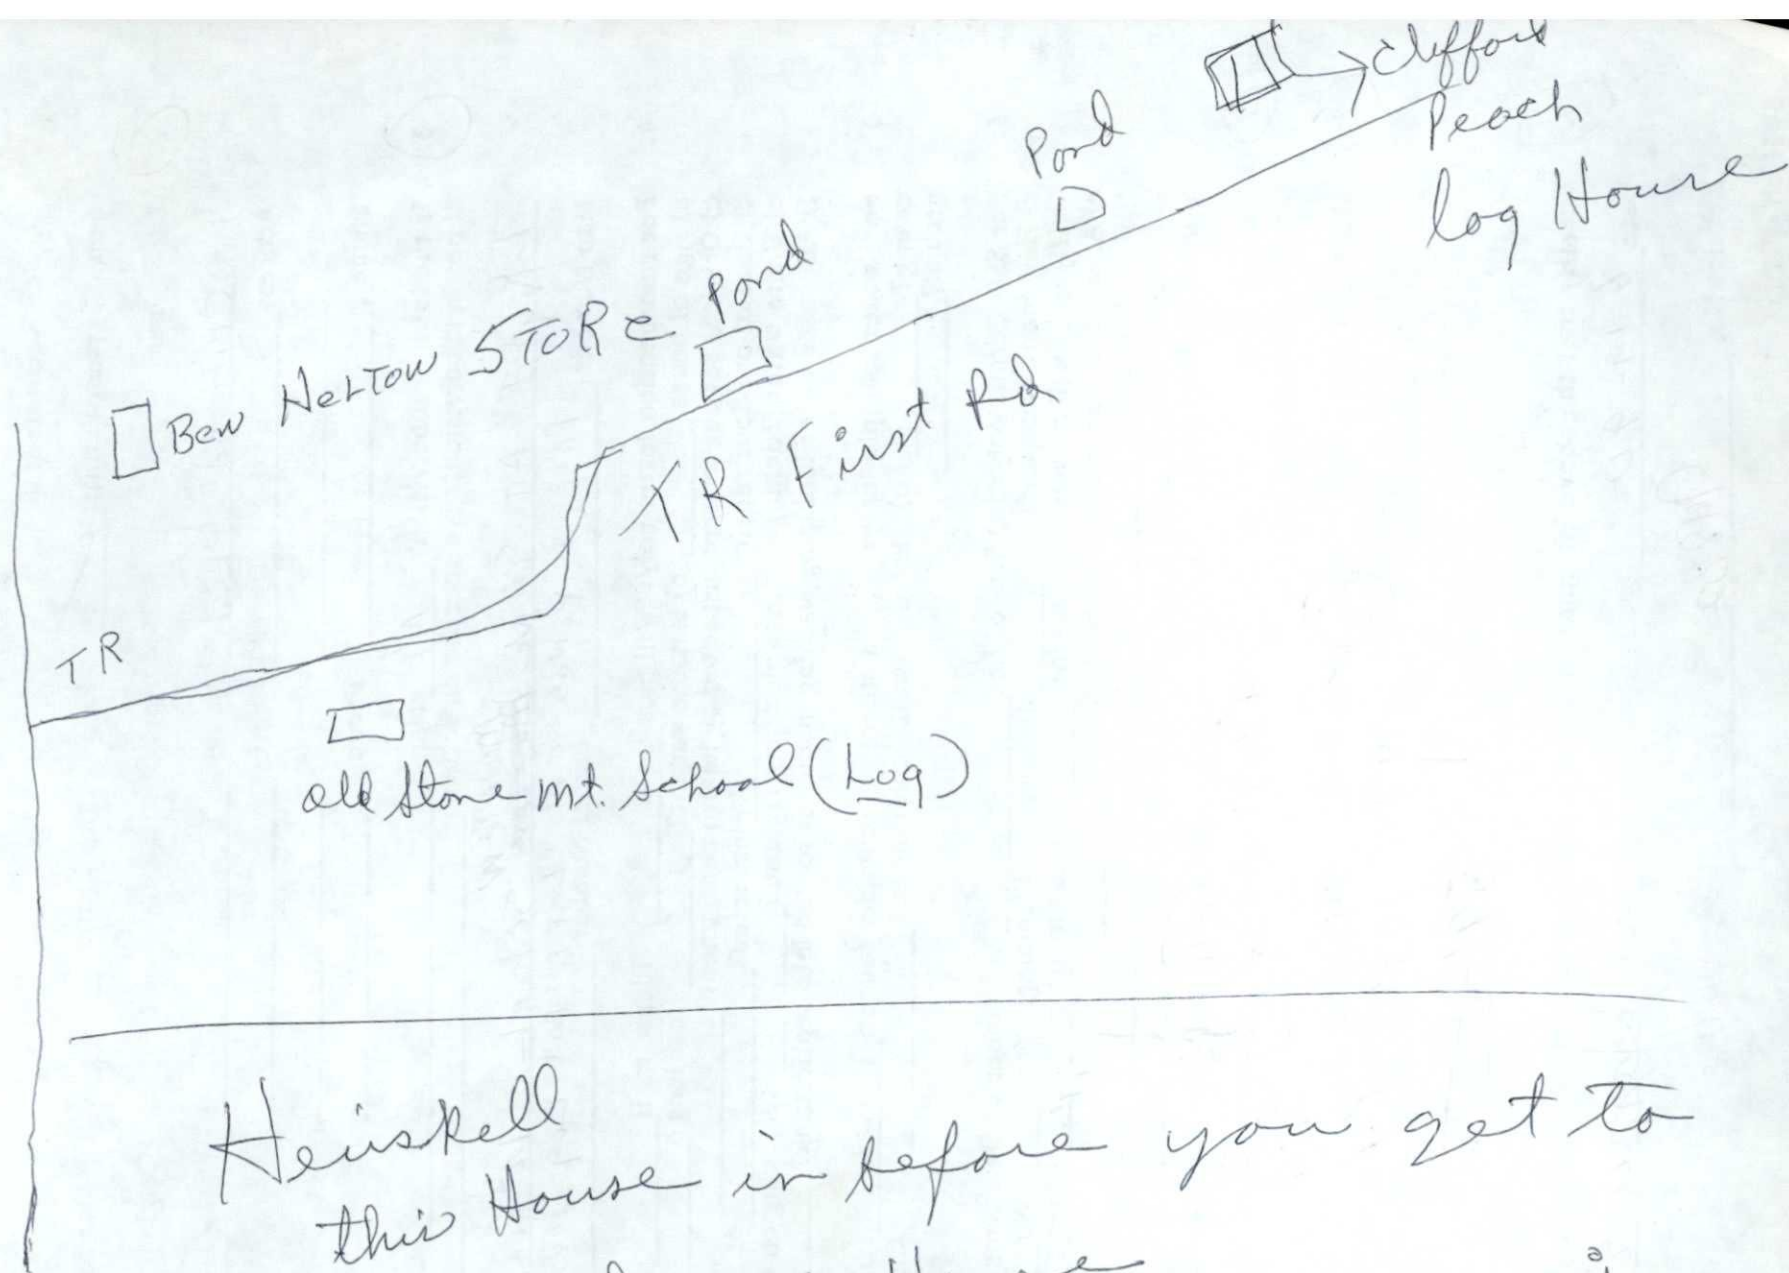 Clifford
Peach
log House
Pond
Pond
Ben HeLTON STORe
TR First Rd
TR
old Stone mt. School (Log)
Heiskell
this House is before you get to